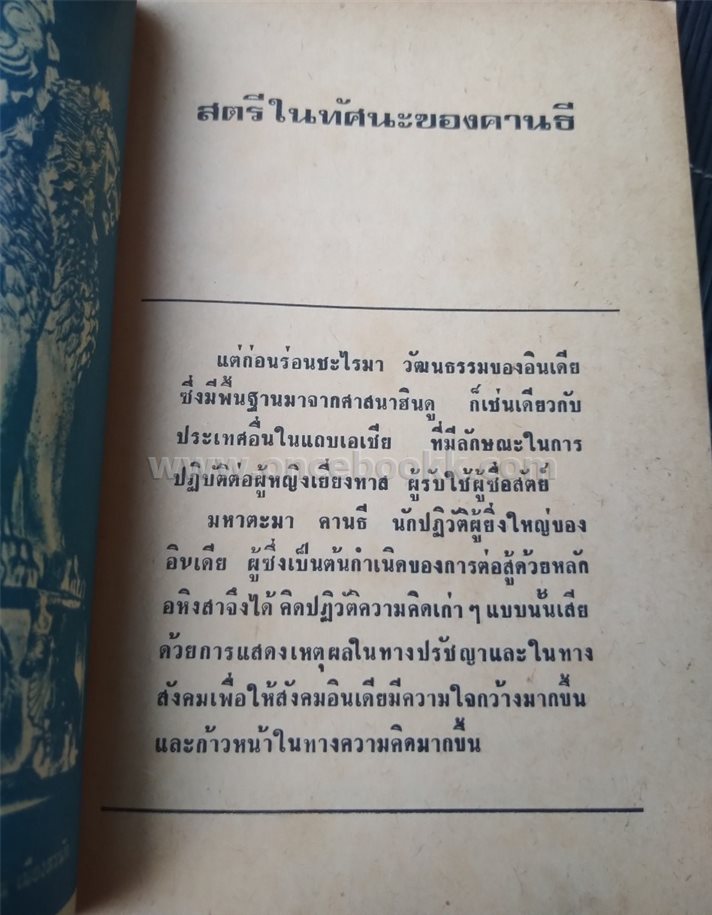 สตรีในทัศนะของคานธี
แต่ก่อนร่อนชะไรมา วัฒนธรรมของอินเดีย
ซึ่งมีพื้นฐานมาจากศาสนาฮินดู ก็เช่นเดียวกับ
ประเทศอื่นในแถบเอเชีย ที่มีลักษณะในการ
www.oncebookk.com
ปฏิบัติต่อผู้หญิงเยี่ยงทาส ผู้รับใช้ผู้ซื่อสัตย์
มหาตะมา คานธี นักปฏิวัติผู้ยิ่งใหญ่ของ
อินเดีย ผู้ซึ่งเป็นต้นกำเนิดของการต่อสู้ด้วยหลัก
อหิงสาจึงได้ คิดปฏิวัติความคิดเก่า ๆ แบบนั้นเสีย
ด้วยการแสดงเหตุผลในทางปรัชญาและในทาง
สังคมเพื่อให้สังคมอินเดียมีความใจกว้างมากขึ้น
และก้าวหน้าในทางความคิดมากขึ้น